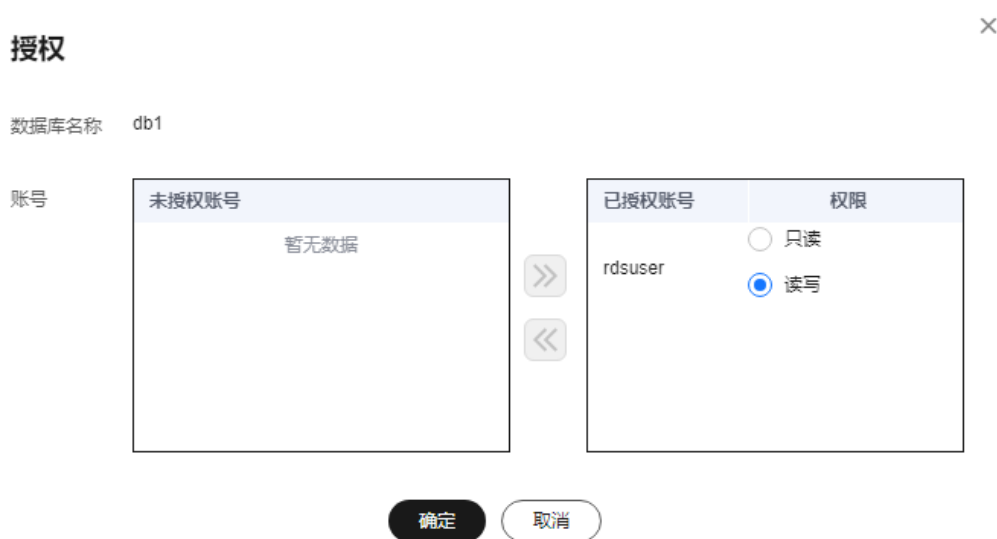 授权
数据库名称 db1
账号
未授权账号
暂无数据
已授权账号 权限
rdsuser
只读
读写
确定 取消